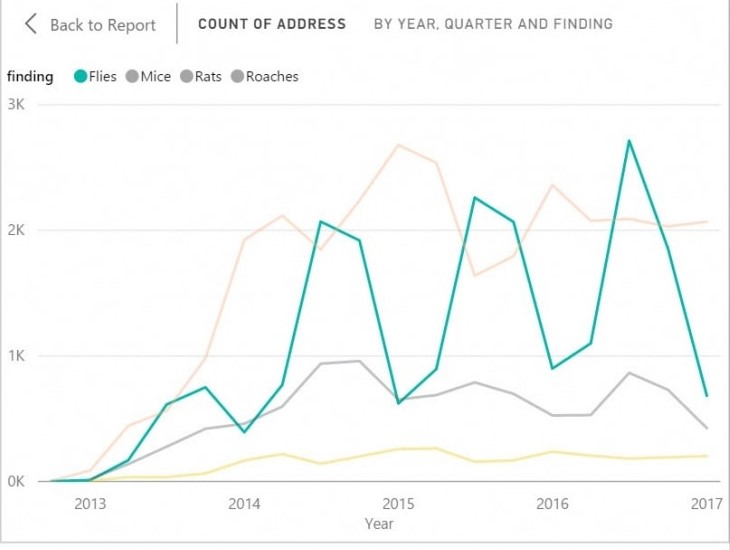 Back to Report COUNT OF ADDRESS BY YEAR, QUARTER AND FINDING
finding Flies Mice Rats Roaches
3K
2K
1K
0K
2013 2014 2015 2016 2017
Year